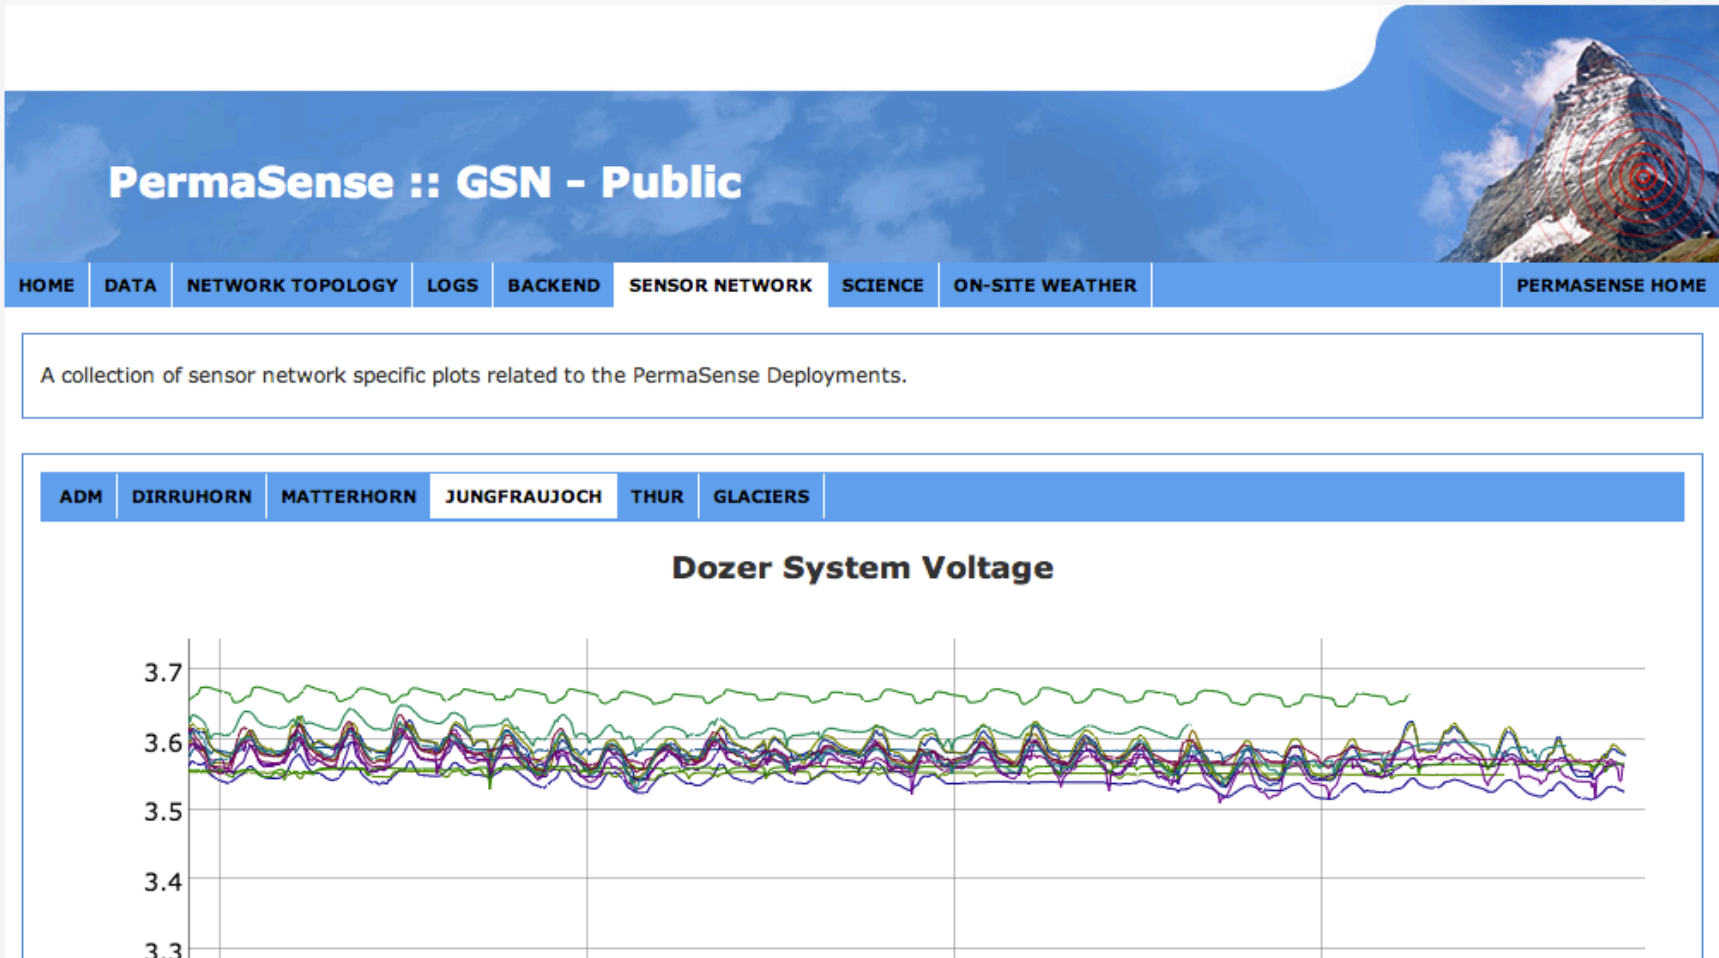 PermaSense :: GSN - Public
HOME DATA NETWORK TOPOLOGY LOGS BACKEND SENSOR NETWORK SCIENCE ON-SITE WEATHER PERMASENSE HOME
A collection of sensor network specific plots related to the PermaSense Deployments.
ADM DIRRUHORN MATTERHORN JUNGFRAUJOCH THUR GLACIERS
Dozer System Voltage
3.7
3.6
3.5
3.4
3.3